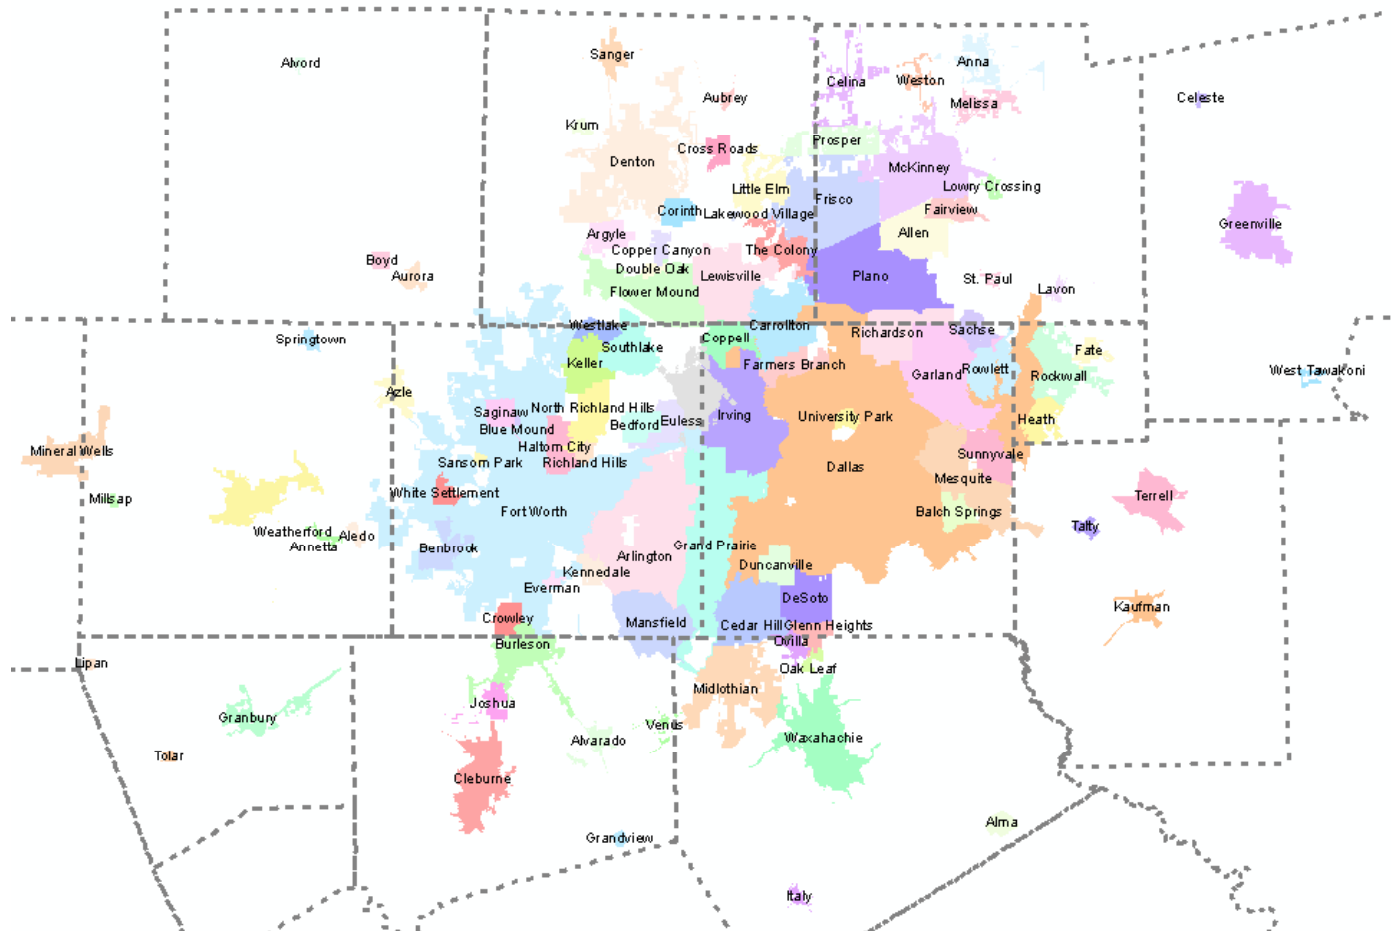 Sanger
Alvord
Anna
Celina
Weston
Aubrey
Melissa
Celeste
Krum
Prosper
Cross Roads
Denton
McKinney
Lowry Crossing
Little Elm
Frisco
Corinth
Lakewood Village
Fairview
Greenville
Argyle
Allen
Copper Canyon
The Colony
Boyd
Double Oak
Aurora
Lewisville
Plano
St. Paul
Flower Mound
Lavon
Westlake
Carrollton
Sachse
Springtown
Coppell
Richardson
Southlake
Fate
Keller
Farmers Branch
Rowlett
West Tawakoni
Garland
Rockwall
Azle
Saginaw
North Richland Hills
Irving
University Park
Heath
Blue Mound
Bedford
Euless
Haltom City
Mineral Wells
Sansom Park
Richland Hills
Sunnyvale
Dallas
Mesquite
White Settlement
Terrell
Millsap
Fort Worth
Balch Springs
Talty
Weatherford
Aledo
Annetta
Benbrook
Grand Prairie
Arlington
Duncanville
Kennedale
Everman
DeSoto
Kaufman
Crowley
Mansfield
Cedar Hill
Glenn Heights
Burleson
Ovilla
Lipan
Oak Leaf
Midlothian
Joshua
Granbury
Venus
Waxahachie
Alvarado
Tolar
Cleburne
Alma
Grandview
Italy